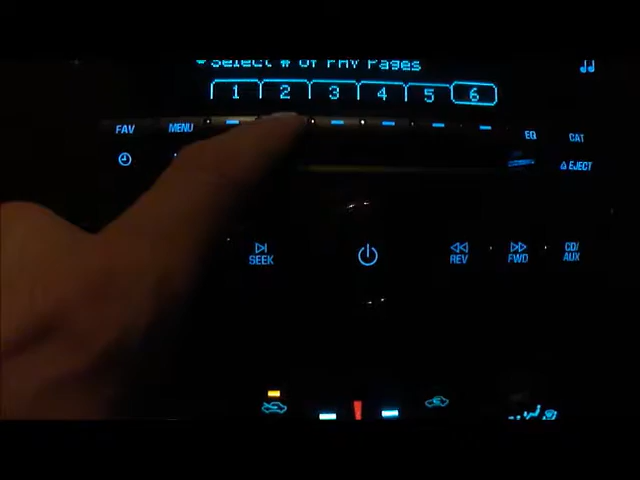 Select # Of FAV Pages
1 2 3 4 5 6
FAV MENU EQ CAT
EJECT
SEEK REV FWD CD/
AUX